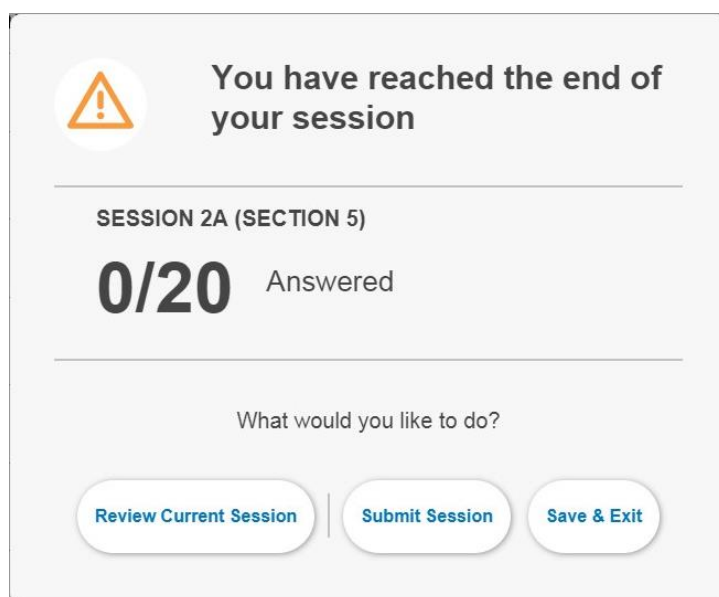 You have reached the end of
your session
SESSION 2A (SECTION 5)
0/20 Answered
What would you like to do?
Review Current Session
Submit Session
Save & Exit